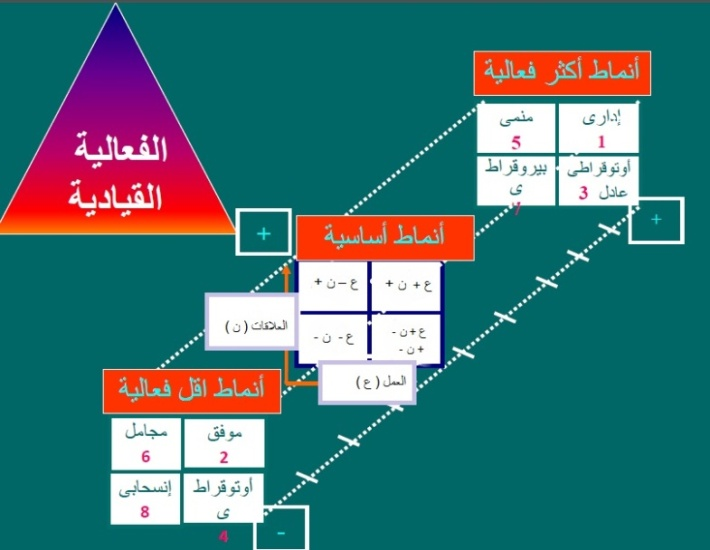 الفعالية
القيادية
أنماط أكثر فعالية
إدارى
1
منمى
5
أوتوقراطى
عادل 3
بيروقراط
ى
7
+
+
أنماط أساسية
ع + ن +
ع – ن +
ع +ن -
+ ن -
ع - ن -
العلاقات ( ن )
العمل ( ع )
أنماط اقل فعالية
موفق
2
مجامل
6
أوتوقراط
ى
4
إنسحابى
8
-